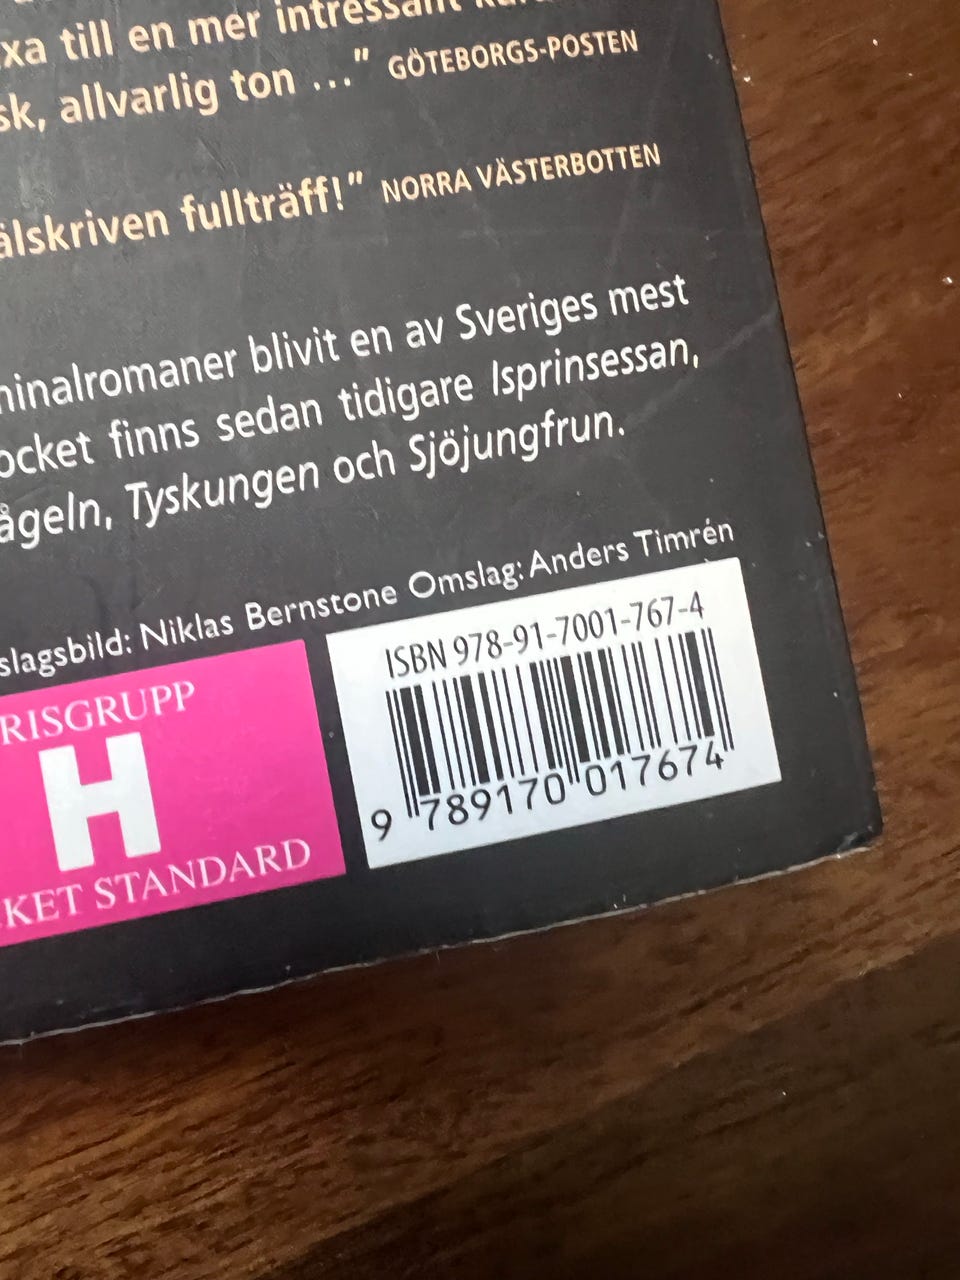 xa till en mer intressant
sk, allvarlig ton ...” GÖTEBORGS-POSTEN
älskriven fullträff!” NORRA VÄSTERBOTTEN
ninalromaner blivit en av Sveriges mest
ocket finns sedan tidigare Isprinsessan,
ågeln, Tyskungen och Sjöjungfrun.
slagsbild: Niklas Bernstone Omslag: Anders Timrén
RISGRUPP
H
KET STANDARD
ISBN 978-91-7001-767-4
9 789170 017674